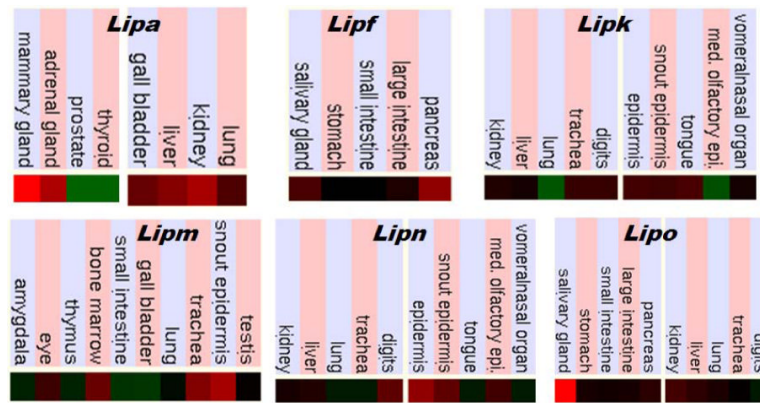 Lipa
mammary gland
adrenal gland
prostate
thyroid
gall bladder
liver
kidney
lung
Lipf
salivary gland
stomach
small intestine
large intestine
pancreas
Lipk
kidney
liver
lung
trachea
digits
epidermis
snout epidermis
tongue
med. olfactory epi.
vomeralnasal organ
Lipm
amygdala
eye
thymus
bone marrow
small intestine
gall bladder
lung
trachea
snout epidermis
testis
Lipn
kidney
liver
lung
trachea
digits
epidermis
snout epidermis
tongue
med. olfactory epi.
vomeralnasal organ
Lipo
salivary gland
stomach
small intestine
large intestine
pancreas
kidney
liver
lung
trachea
digits